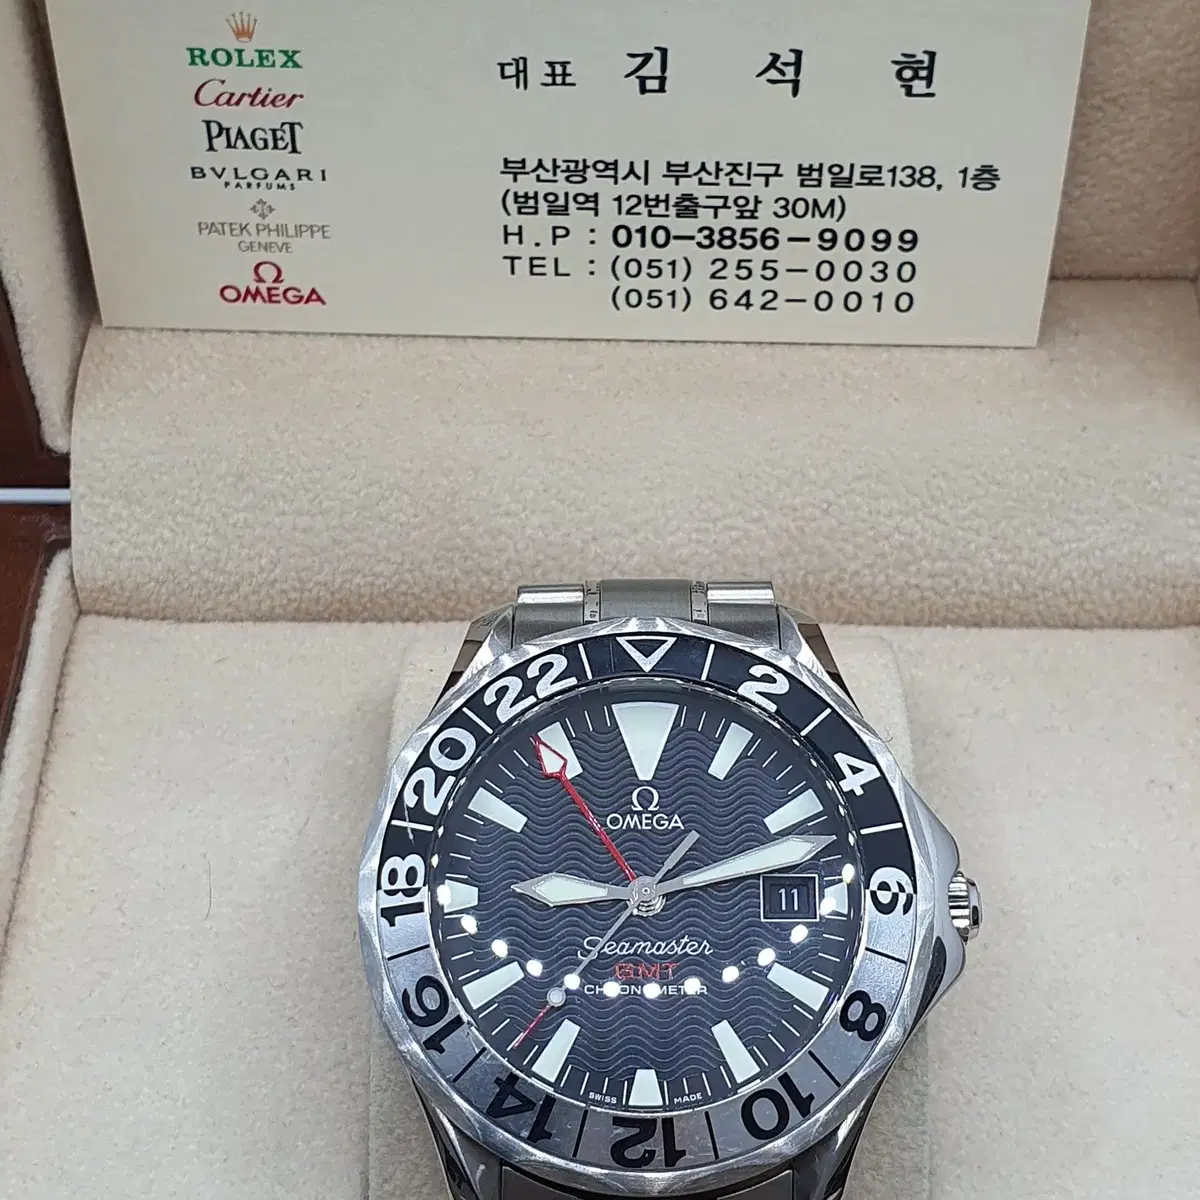 ROLEX
Cartier
PIAGET
BVLGARI
PARFUMS
PATEK PHILIPPE
GENEVE
Ω
OMEGA
대표 김 석 현
부산광역시 부산진구 범일로138, 1층
(범일역 12번출구앞 30M)
H.P : 010-3856-9099
TEL : (051) 255-0030
(051) 642-0010
2
4
6
8
10
12
14
16
18
20
22
Ω
OMEGA
11
Seamaster
GMT
CHRONOMETER
SWISS MADE